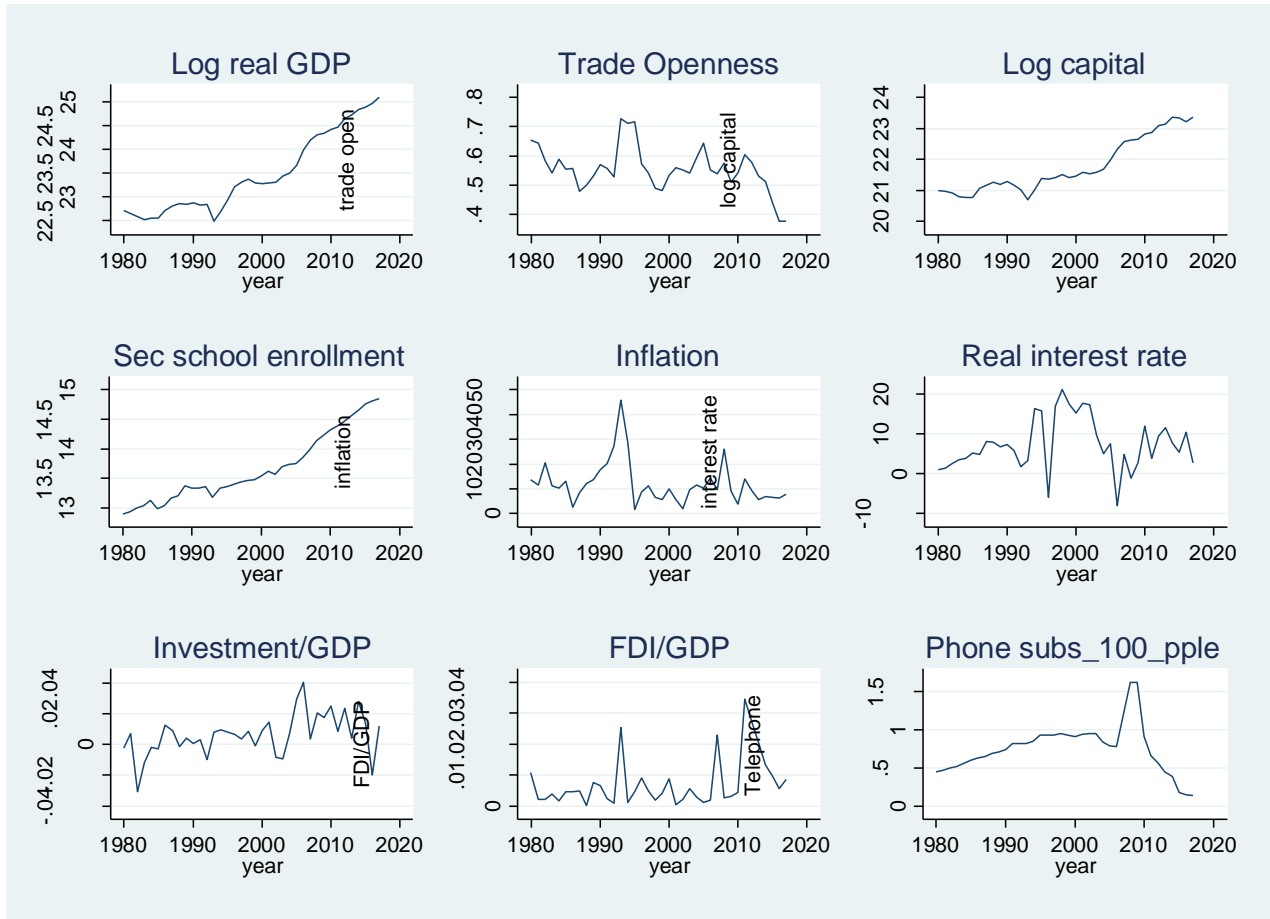 Log real GDP
22.5 23 23.5 24 24.5 25
1980 1990 2000 2010 2020
year
trade open
Trade Openness
.4 .5 .6 .7 .8
1980 1990 2000 2010 2020
year
log capital
Log capital
20 21 22 23 24
1980 1990 2000 2010 2020
year
Sec school enrollment
13 13.5 14 14.5 15
1980 1990 2000 2010 2020
year
inflation
Inflation
0 1020304050
1980 1990 2000 2010 2020
year
interest rate
Real interest rate
-10 0 10 20
1980 1990 2000 2010 2020
year
Investment/GDP
-.04.02 0 .02.04
1980 1990 2000 2010 2020
year
FDI/GDP
FDI/GDP
0 .01.02.03.04
1980 1990 2000 2010 2020
year
Telephone
Phone subs_100_pple
0 .5 1 1.5
1980 1990 2000 2010 2020
year